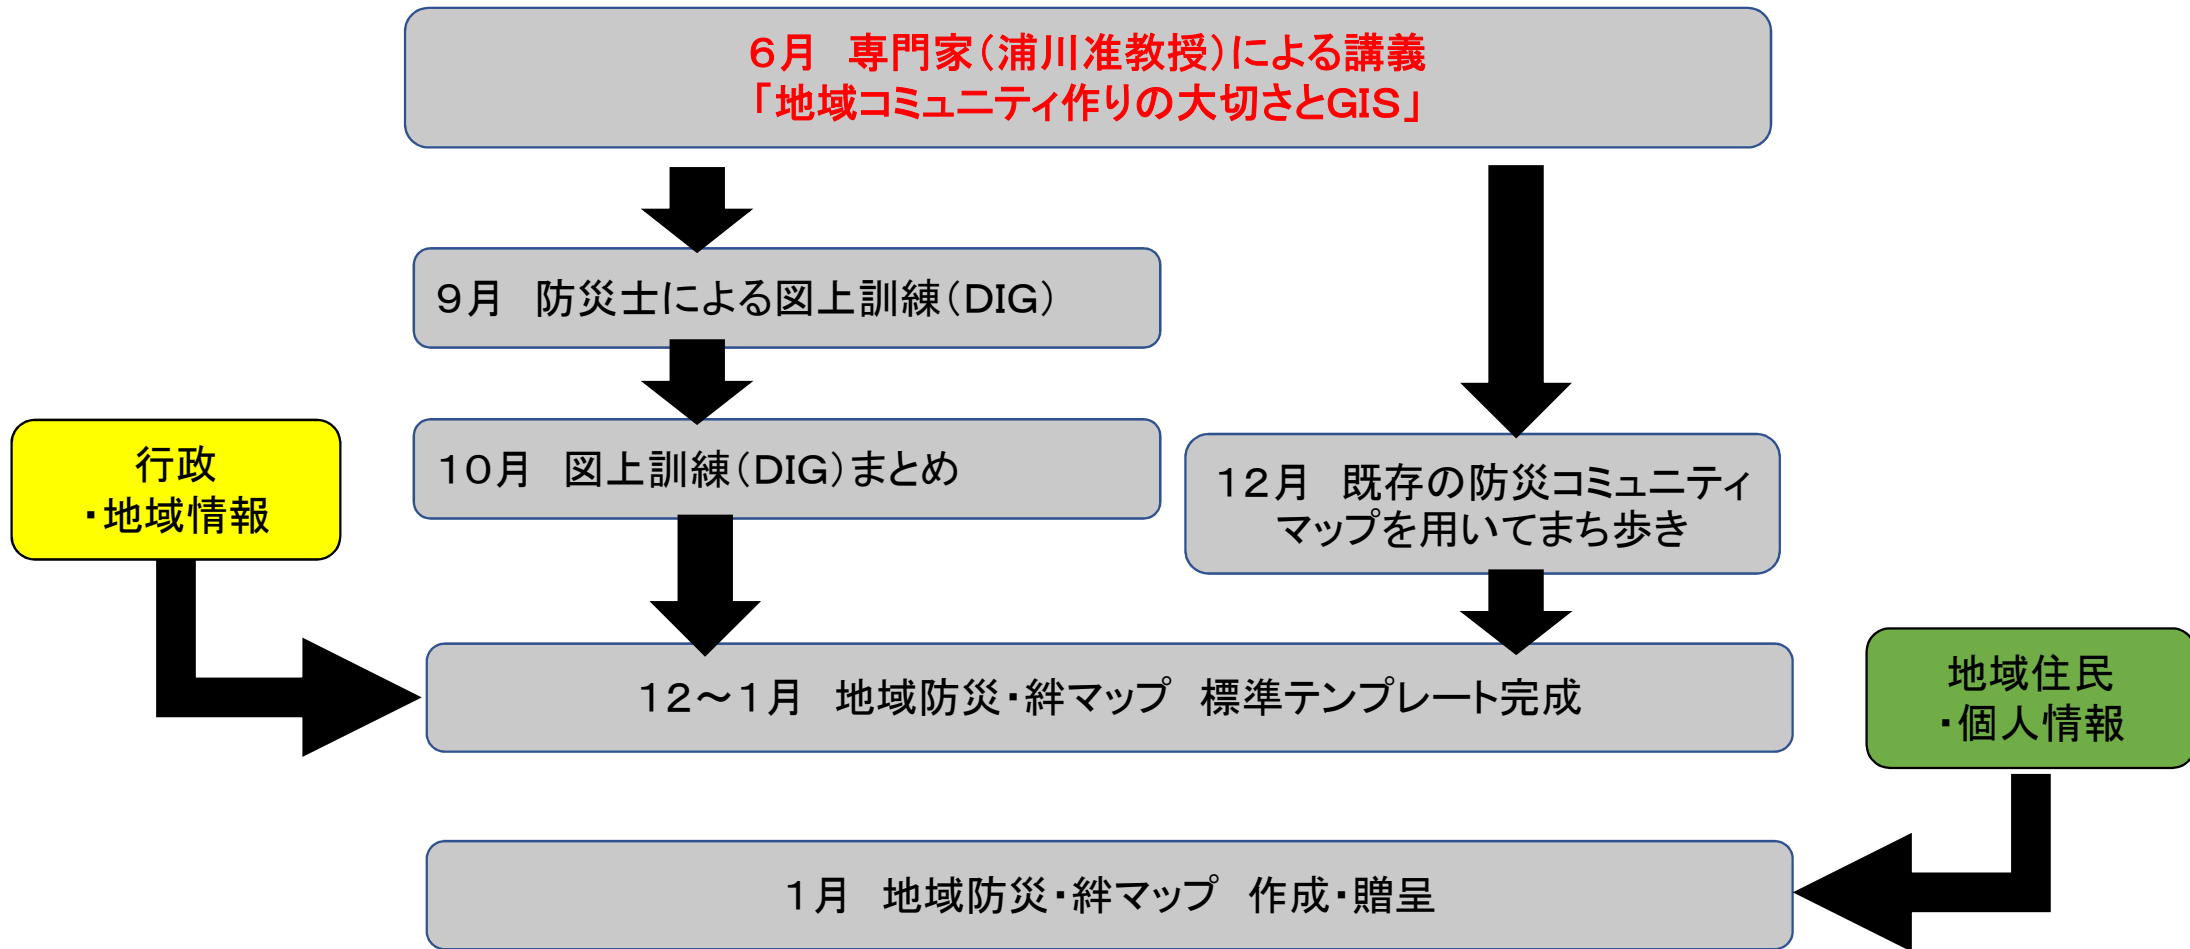 ６月　専門家（浦川准教授）による講義
「地域コミュニティ作りの大切さとGIS」
９月　防災士による図上訓練（DIG）
１０月　図上訓練（DIG）まとめ
行政
・地域情報
１２月　既存の防災コミュニティ
マップを用いてまち歩き
１２～１月　地域防災・絆マップ　標準テンプレート完成
地域住民
・個人情報
１月　地域防災・絆マップ　作成・贈呈